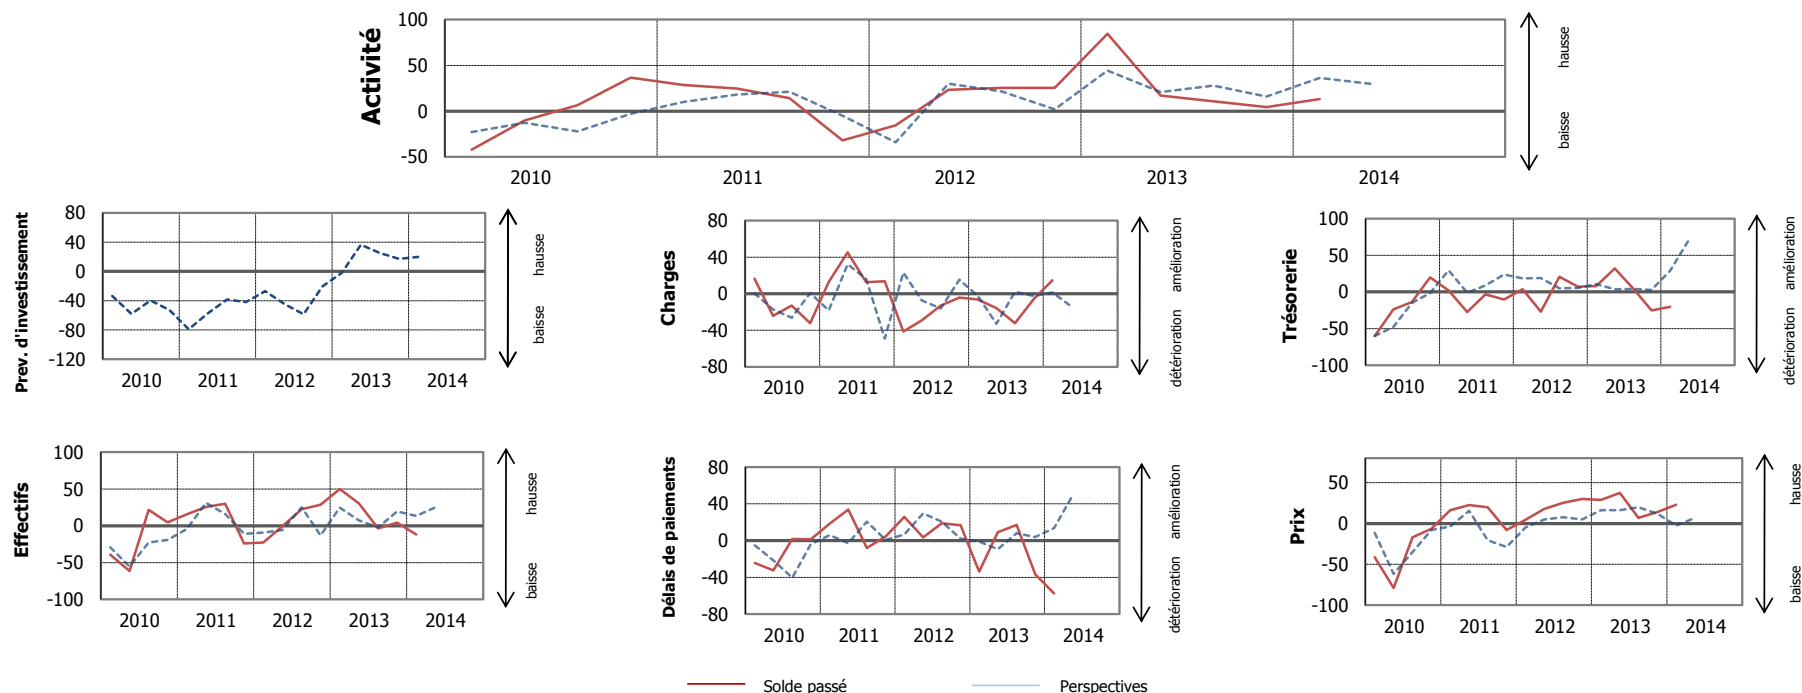 Activité
100
50
0
-50
2010 2011 2012 2013 2014
hausse
baisse
Prev. d'investissement
80
40
0
-40
-80
-120
2010 2011 2012 2013 2014
hausse
baisse
Charges
80
40
0
-40
-80
2010 2011 2012 2013 2014
amélioration
détérioration
Trésorerie
100
50
0
-50
-100
2010 2011 2012 2013 2014
amélioration
détérioration
Effectifs
100
50
0
-50
-100
2010 2011 2012 2013 2014
hausse
baisse
Délais de paiements
80
40
0
-40
-80
2010 2011 2012 2013 2014
amélioration
détérioration
Prix
50
0
-50
-100
2010 2011 2012 2013 2014
hausse
baisse
Solde passé Perspectives